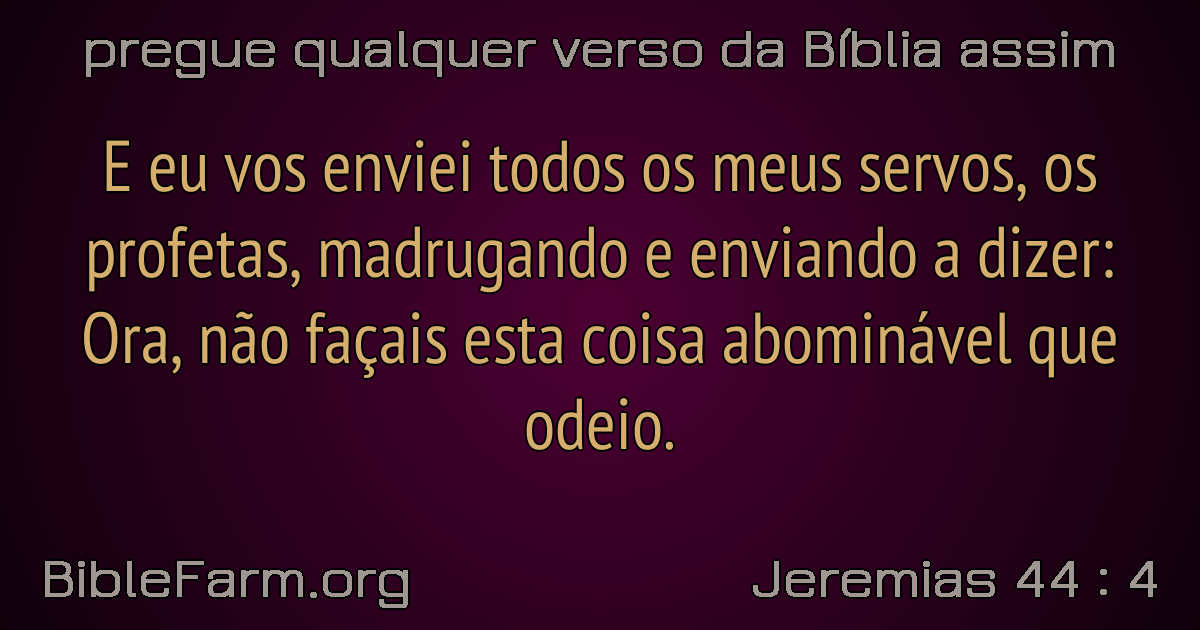 pregue qualquer verso da Bíblia assim
E eu vos enviei todos os meus servos, os
profetas, madrugando e enviando a dizer:
Ora, não façais esta coisa abominável que
odeio.
BibleFarm.org
Jeremias 44 : 4